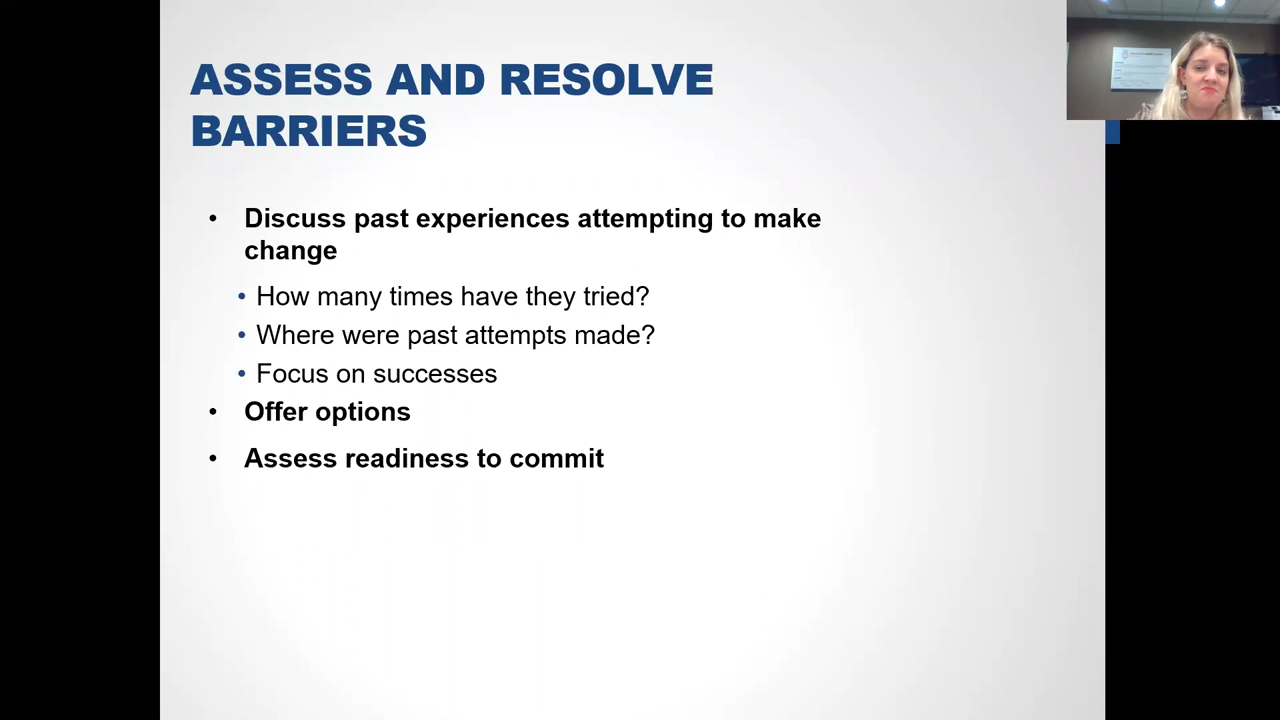 ASSESS AND RESOLVE
BARRIERS
• Discuss past experiences attempting to make
change
• How many times have they tried?
• Where were past attempts made?
• Focus on successes
• Offer options
• Assess readiness to commit